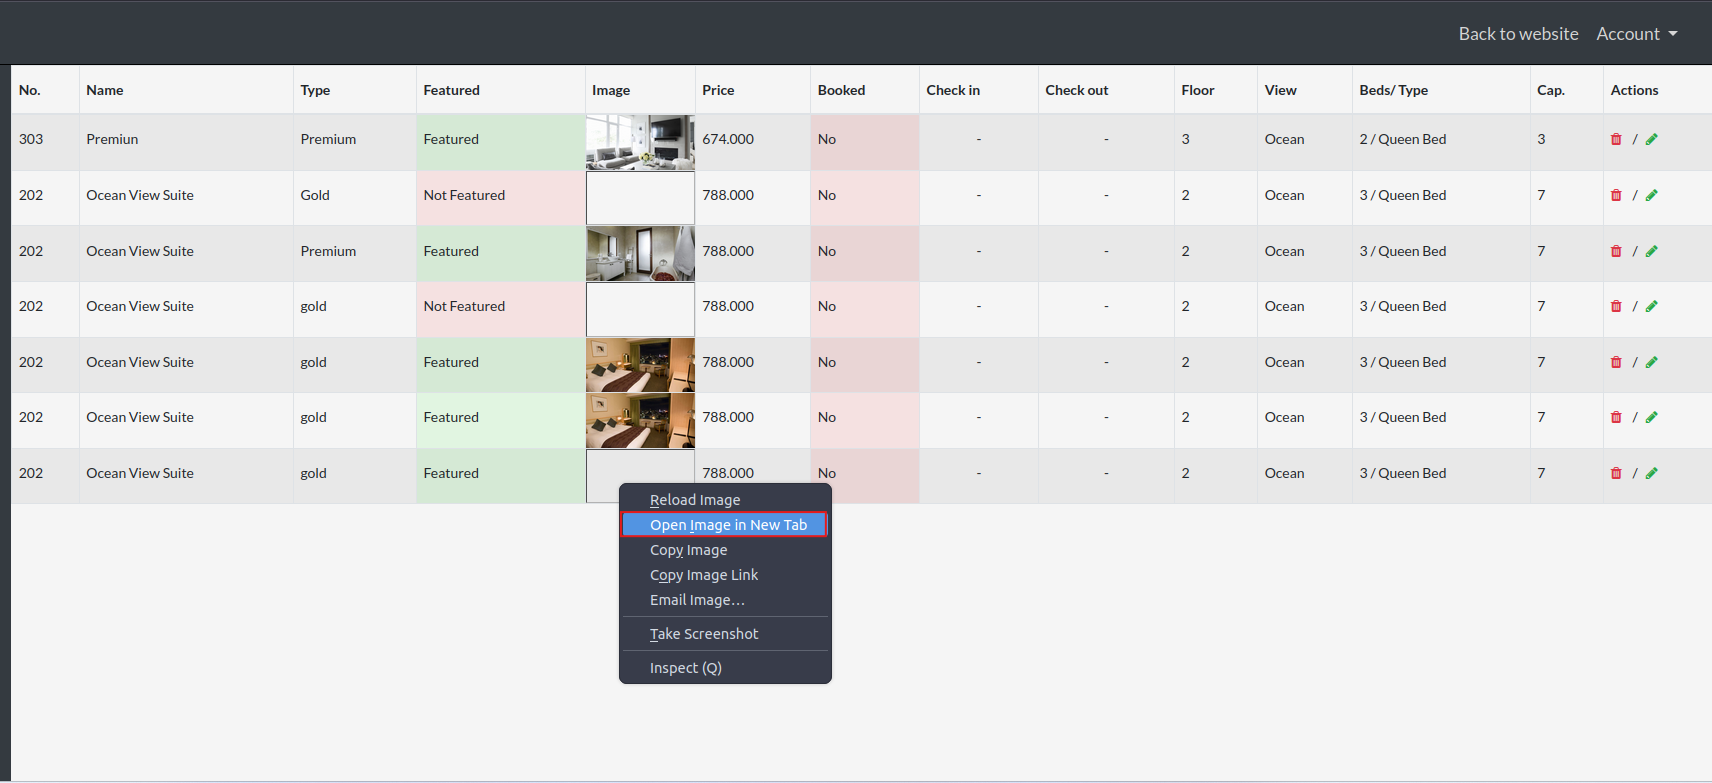 Back to website Account
No. Name Type Featured Image Price Booked Check in Check out Floor View Beds/ Type Cap. Actions
303 Premiun Premium Featured 674.000 No - - 3 Ocean 2 / Queen Bed 3 /
202 Ocean View Suite Gold Not Featured 788.000 No - - 2 Ocean 3 / Queen Bed 7 /
202 Ocean View Suite Premium Featured 788.000 No - - 2 Ocean 3 / Queen Bed 7 /
202 Ocean View Suite gold Not Featured 788.000 No - - 2 Ocean 3 / Queen Bed 7 /
202 Ocean View Suite gold Featured 788.000 No - - 2 Ocean 3 / Queen Bed 7 /
202 Ocean View Suite gold Featured 788.000 No - - 2 Ocean 3 / Queen Bed 7 /
202 Ocean View Suite gold Featured 788.000 No - - 2 Ocean 3 / Queen Bed 7 /
Reload Image
Open Image in New Tab
Copy Image
Copy Image Link
Email Image…
Take Screenshot
Inspect (Q)